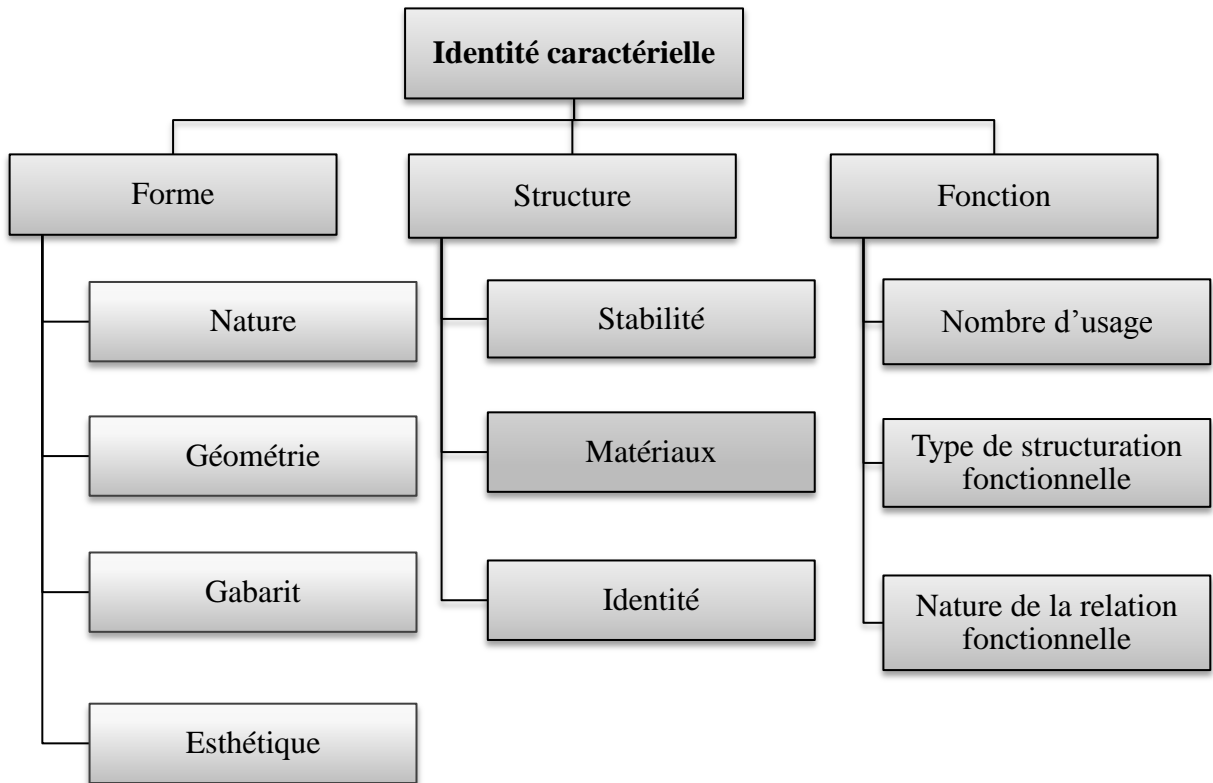 Identité caractérielle
Forme
Structure
Fonction
Nature
Géométrie
Gabarit
Esthétique
Stabilité
Matériaux
Identité
Nombre d’usage
Type de structuration
fonctionnelle
Nature de la relation
fonctionnelle